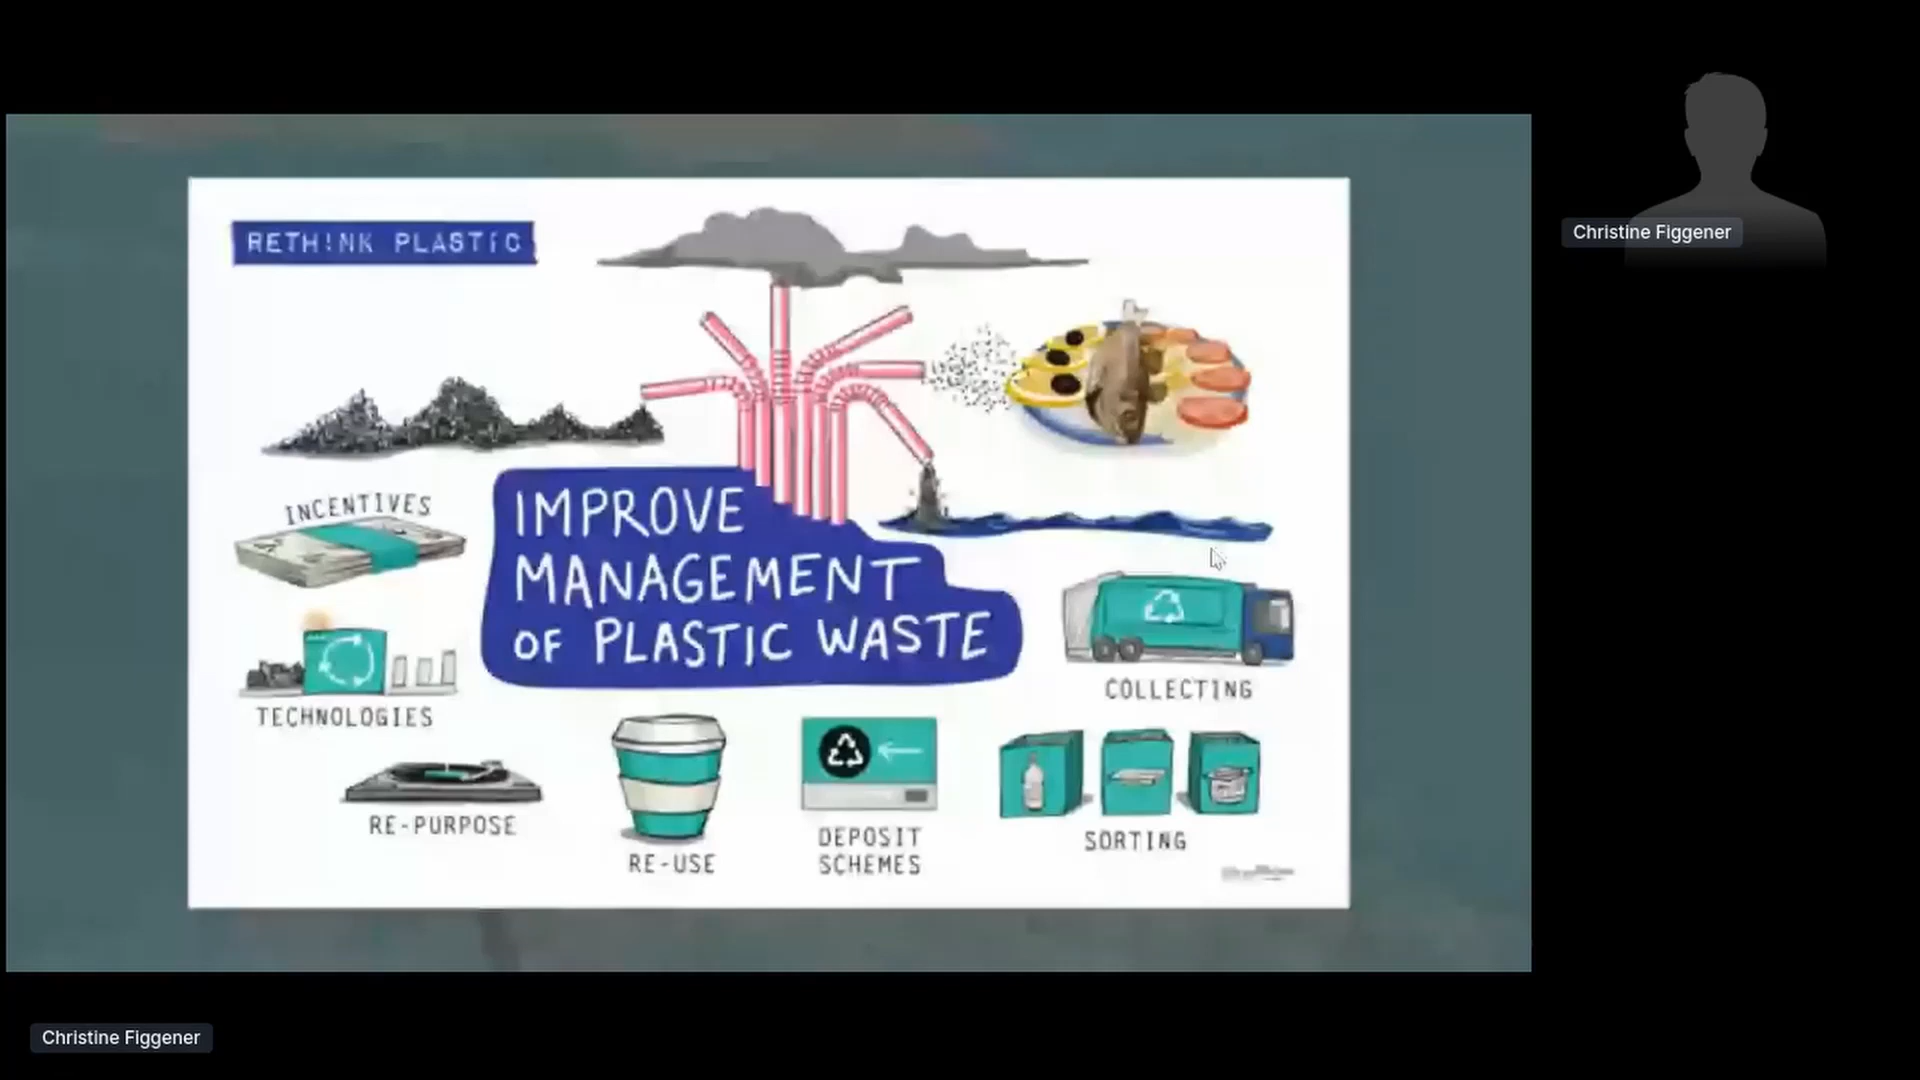 Christine Figgener
RETH!NK PLASTIC
INCENTIVES
IMPROVE
MANAGEMENT
OF PLASTIC WASTE
TECHNOLOGIES
COLLECTING
RE-PURPOSE
RE-USE
DEPOSIT
SCHEMES
SORTING
Christine Figgener